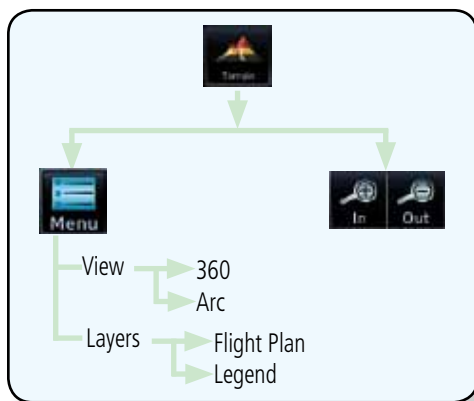 Terrain
Menu
In Out
View 360
Arc
Layers Flight Plan
Legend